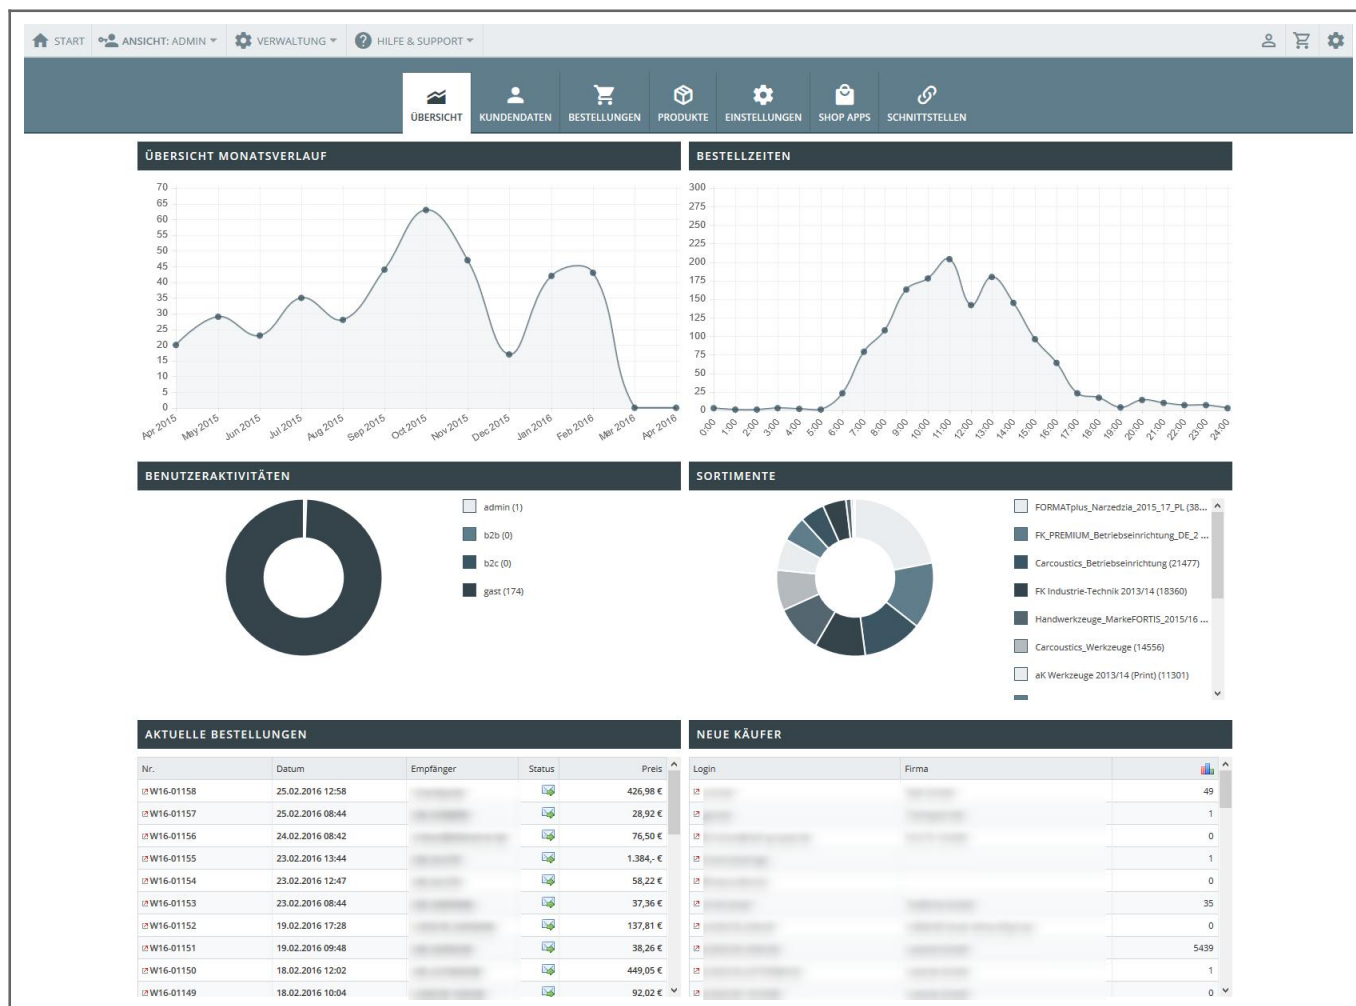 START ANSICHT: ADMIN VERWALTUNG HILFE & SUPPORT
ÜBERSICHT KUNDENDATEN BESTELLUNGEN PRODUKTE EINSTELLUNGEN SHOP APPS SCHNITTSTELLEN
ÜBERSICHT MONATSVERLAUF
70
65
60
55
50
45
40
35
30
25
20
15
10
5
0
Apr 2015 May 2015 Jun 2015 Jul 2015 Aug 2015 Sep 2015 Oct 2015 Nov 2015 Dec 2015 Jan 2016 Feb 2016 Mar 2016 Apr 2016
BESTELLZEITEN
300
275
250
225
200
175
150
125
100
75
50
25
0
0:00 1:00 2:00 3:00 4:00 5:00 6:00 7:00 8:00 9:00 10:00 11:00 12:00 13:00 14:00 15:00 16:00 17:00 18:00 19:00 20:00 21:00 22:00 23:00 24:00
BENUTZERAKTIVITÄTEN
admin (1)
b2b (0)
b2c (0)
gast (174)
SORTIMENTE
FORMATplus_Narzedzia_2015_17_PL (38...
FK_PREMIUM_Betriebseinrichtung_DE_2 ...
Carcoustics_Betriebseinrichtung (21477)
FK Industrie-Technik 2013/14 (18360)
Handwerkzeuge_MarkeFORTIS_2015/16 ...
Carcoustics_Werkzeuge (14556)
aK Werkzeuge 2013/14 (Print) (11301)
AKTUELLE BESTELLUNGEN
Nr. Datum Empfänger Status Preis
W16-01158 25.02.2016 12:58 426,98 €
W16-01157 25.02.2016 08:44 28,92 €
W16-01156 24.02.2016 08:42 76,50 €
W16-01155 23.02.2016 13:44 1.384,- €
W16-01154 23.02.2016 12:47 58,22 €
W16-01153 23.02.2016 08:44 37,36 €
W16-01152 19.02.2016 17:28 137,81 €
W16-01151 19.02.2016 09:48 38,26 €
W16-01150 18.02.2016 12:02 449,05 €
W16-01149 18.02.2016 10:04 92,02 €
NEUE KÄUFER
Login Firma
49
1
0
1
0
35
0
5439
1
0